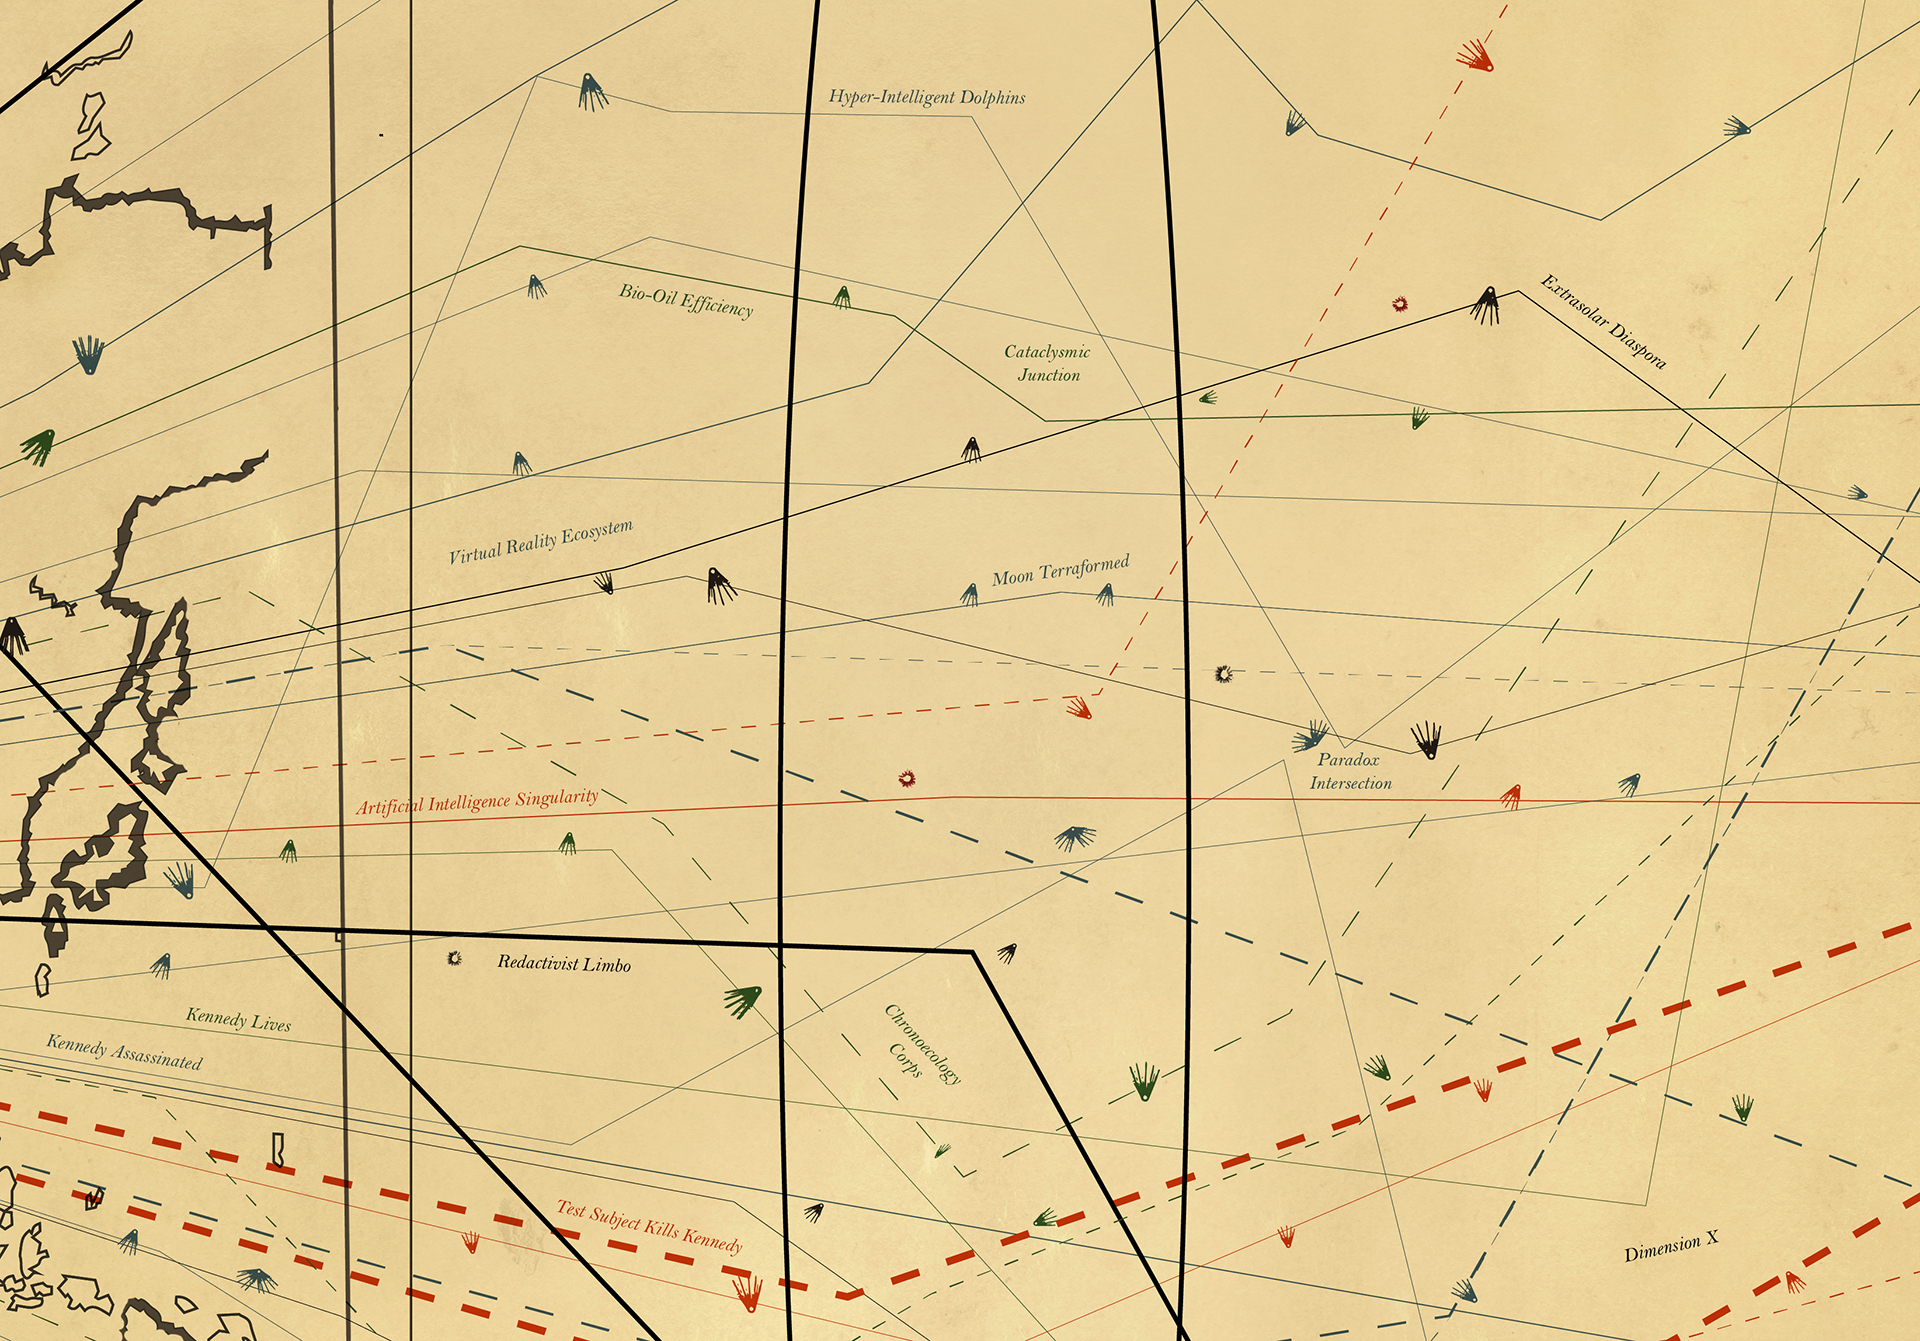 Hyper-Intelligent Dolphins
Bio-Oil Efficiency
Extrasolar Diaspora
Cataclysmic
Junction
Virtual Reality Ecosystem
Moon Terraformed
Paradox
Intersection
Artificial Intelligence Singularity
Redactivist Limbo
Kennedy Lives
Kennedy Assassinated
Chronoecology
Corps
Test Subject Kills Kennedy
Dimension X